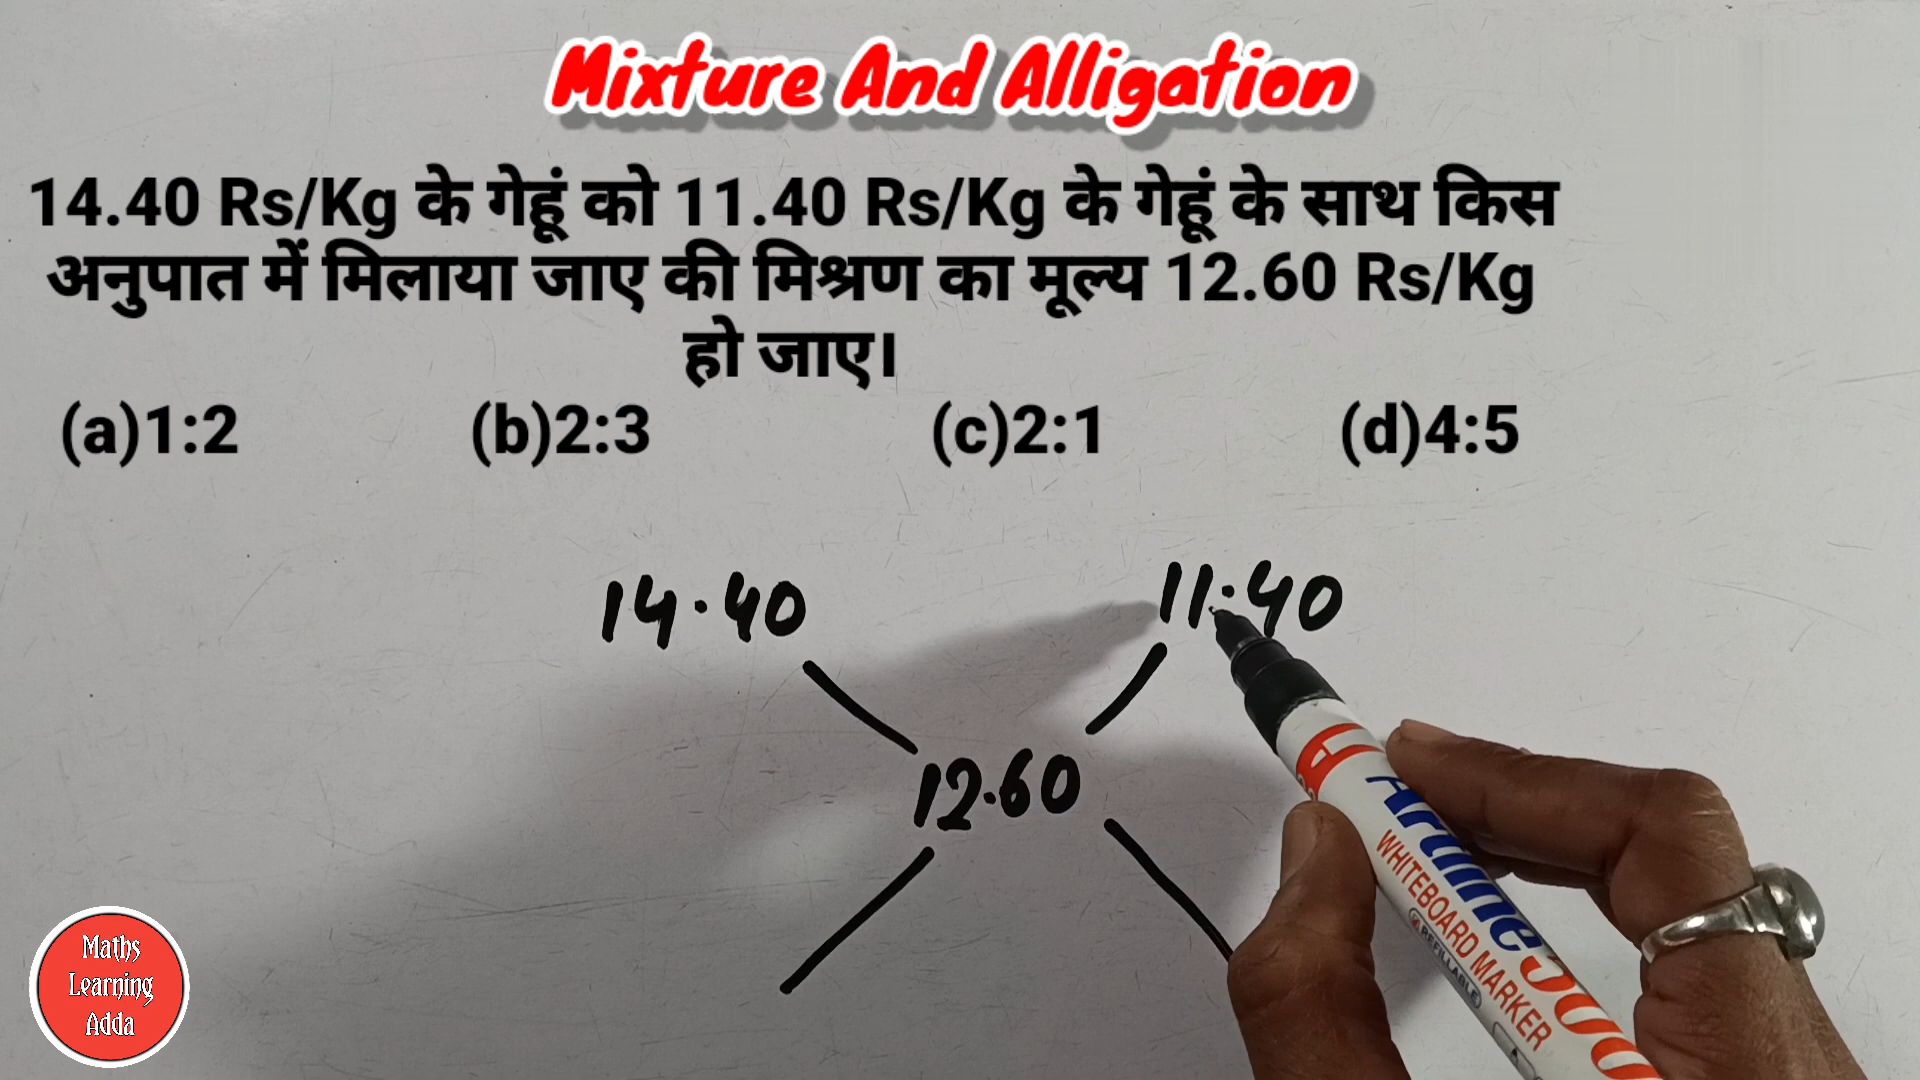 Mixture And Alligation
14.40 Rs/Kg के गेहूं को 11.40 Rs/Kg के गेहूं के साथ किस
अनुपात में मिलाया जाए की मिश्रण का मूल्य 12.60 Rs/Kg
हो जाए।
(a)1:2 (b)2:3 (c)2:1 (d)4:5
14.40 11.40
12.60
Artline 500
WHITEBOARD MARKER
REFILLABLE
Maths
Learning
Adda